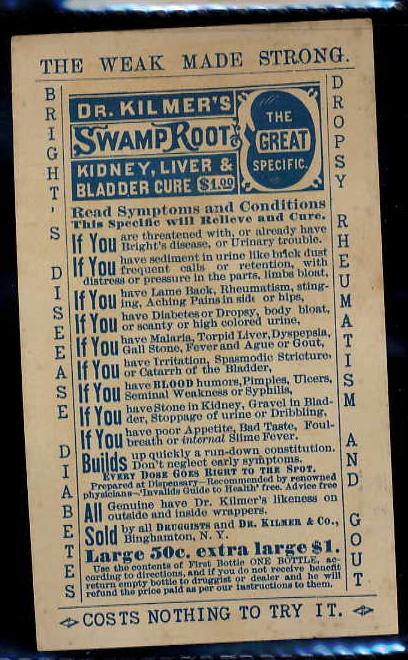 THE WEAK MADE STRONG.
BRIGHT'S DISEASE DIABETES
DROPSY RHEUMATISM AND GOUT
DR. KILMER'S
SWAMP ROOT
KIDNEY, LIVER &
BLADDER CURE $1.00
THE
GREAT
SPECIFIC.
Read Symptoms and Conditions
This Specific will Relieve and Cure.
If You are threatened with, or already have
Bright's disease, or Urinary trouble.
If You have sediment in urine like brick dust
frequent calls or retention, with
distress or pressure in the parts, limbs bloat,
If You have Lame Back, Rheumatism, sting-
ing, Aching Pains in side or hips,
If You have Diabetes or Dropsy, body bloat,
or scanty or high colored urine,
If You have Malaria, Torpid Liver, Dyspepsia,
Gall Stone, Fever and Ague or Gout,
If You have Irritation, Spasmodic Stricture,
or Catarrh of the Bladder,
If You have BLOOD humors, Pimples, Ulcers,
Seminal Weakness or Syphilis,
If You have Stone in Kidney, Gravel in Blad-
der, Stoppage of urine or Dribbling,
If You have poor Appetite, Bad Taste, Foul-
breath or internal Slime Fever.
Builds up quickly a run-down constitution.
Don't neglect early symptoms.
EVERY DOSE GOES RIGHT TO THE SPOT.
Prepared at Dispensary—Recommended by renowned
physicians—'Invalids Guide to Health' free. Advice free
All Genuine have Dr. Kilmer's likeness on
outside and inside wrappers.
Sold by all DRUGGISTS and DR. KILMER & CO.,
Binghamton, N. Y.
Large 50c. extra large $1.
Use the contents of First Bottle ONE BOTTLE, ac-
cording to directions, and if you do not receive benefit
return empty bottle to druggist or dealer and he will
refund the price paid as per our instructions to them.
COSTS NOTHING TO TRY IT.